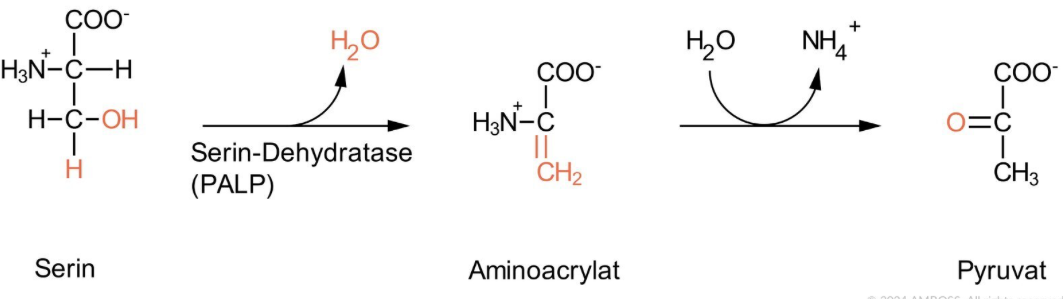 COO⁻
H₃N⁺–C–H
H–C–OH
H
H₂O
Serin-Dehydratase
(PALP)
COO⁻
H₃N⁺–C
CH₂
H₂O NH₄⁺
COO⁻
O=C
CH₃
Serin Aminoacrylat Pyruvat